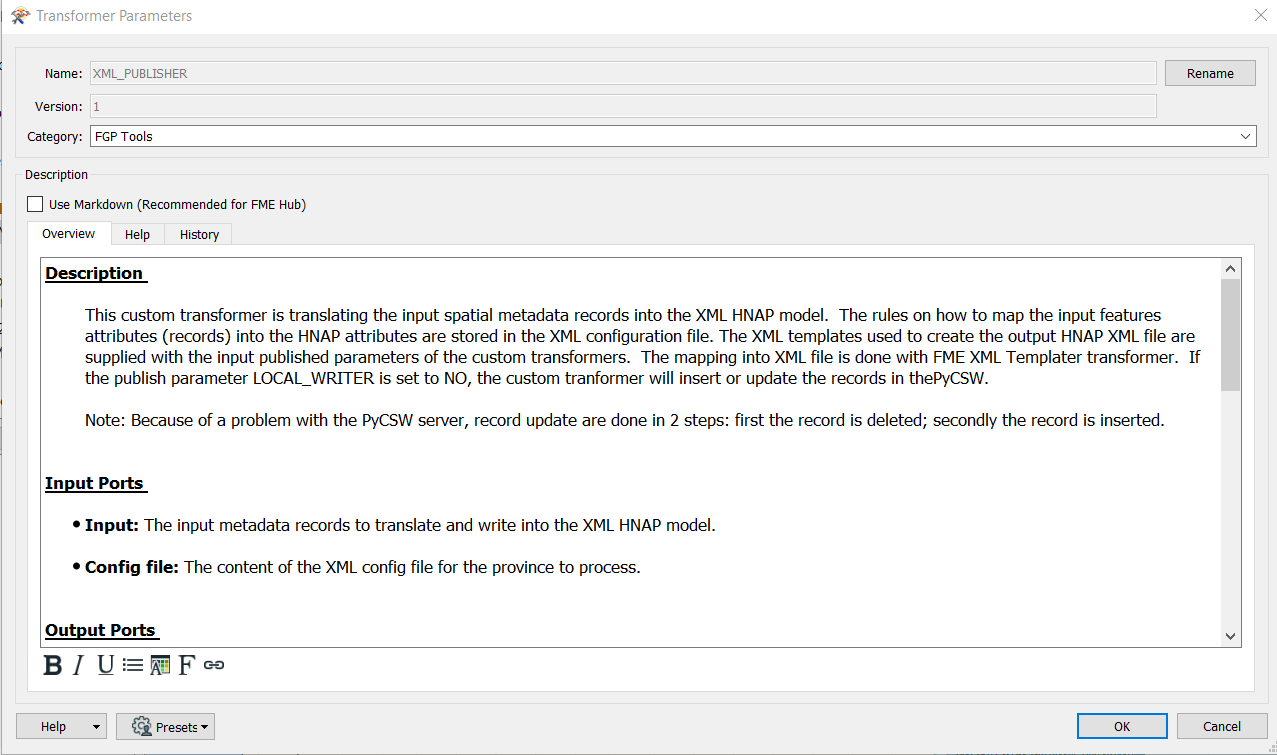 Transformer Parameters
Name: XML_PUBLISHER Rename
Version: 1
Category: FGP Tools
Description
Use Markdown (Recommended for FME Hub)
Overview Help History
Description
This custom transformer is translating the input spatial metadata records into the XML HNAP model.  The rules on how to map the input features
attributes (records) into the HNAP attributes are stored in the XML configuration file. The XML templates used to create the output HNAP XML file are
supplied with the input published parameters of the custom transformers.  The mapping into XML file is done with FME XML Templater transformer.  If
the publish parameter LOCAL_WRITER is set to NO, the custom tranformer will insert or update the records in thePyCSW.
Note: Because of a problem with the PyCSW server, record update are done in 2 steps: first the record is deleted; secondly the record is inserted.
Input Ports
• Input: The input metadata records to translate and write into the XML HNAP model.
• Config file: The content of the XML config file for the province to process.
Output Ports
B I U A F
Help Presets OK Cancel